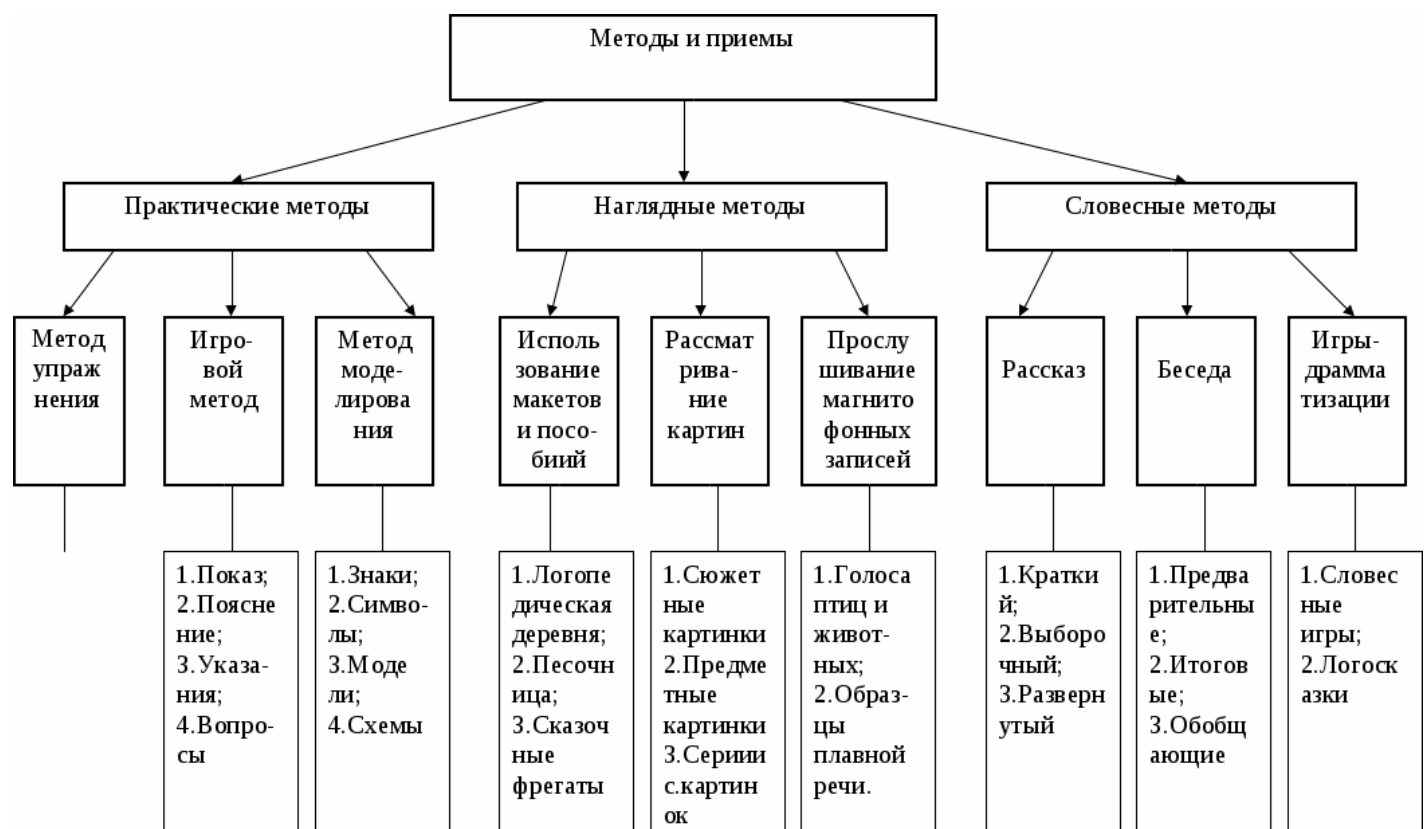 Методы и приемы
Практические методы
Наглядные методы
Словесные методы
Метод
упраж
нения
Игро-
вой
метод
Метод
моде-
лирова
ния
Исполь
зование
макетов
и посо-
биий
Рассмат
рива-
ние
картин
Прослу
шивание
магнито
фонных
записей
Рассказ
Беседа
Игры-
драмма
тизации
1.Показ;
2.Поясне
ние;
3.Указа-
ния;
4.Вопро-
сы
1.Знаки;
2.Симво-
лы;
3.Моде
ли;
4.Схемы
1.Логопе
дическая
деревня;
2.Песочн
ица;
3.Сказоч
ные
фрегаты
1.Сюжет
ные
картинки
2.Предме
тные
картинки
3.Сериии
с.картин
ок
1.Голоса
птиц и
живот-
ных;
2.Образ-
цы
плавной
речи.
1.Кратки
й;
2.Выборо
чный;
3.Разверн
утый
1.Предва
рительны
е;
2.Итогов
ые;
3.Обобщ
ающие
1.Словес
ные
игры;
2.Логоск
азки